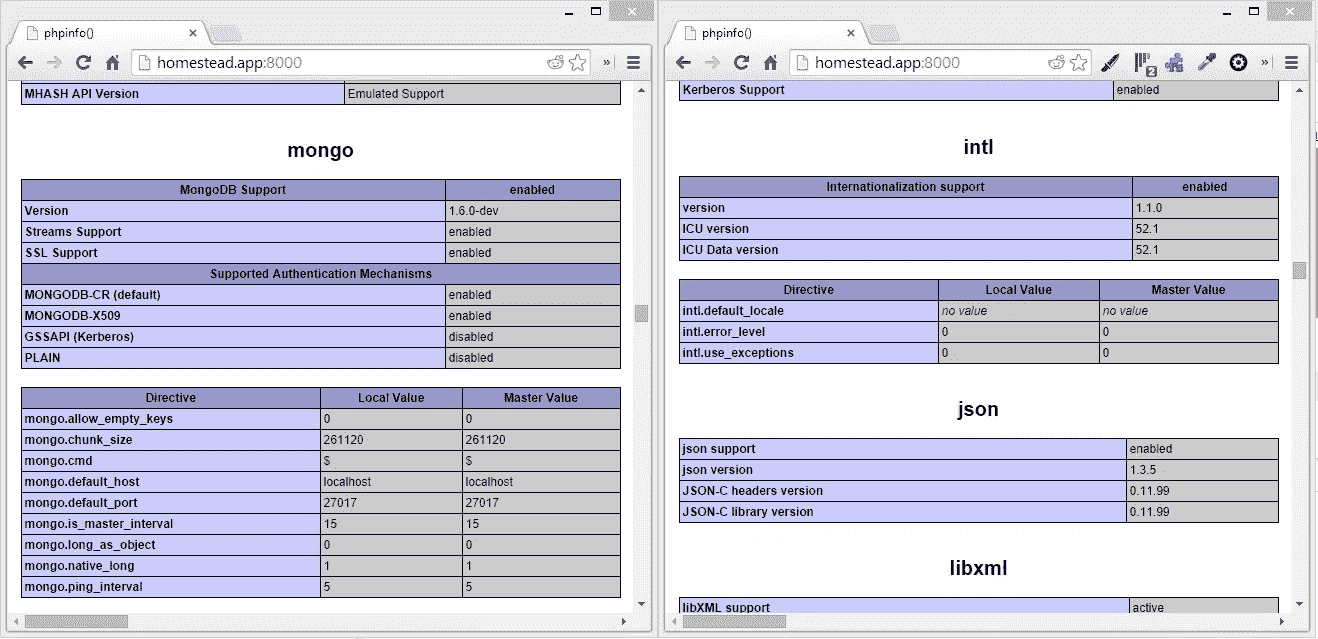 phpinfo()
homestead.app:8000
MHASH API Version Emulated Support
mongo
MongoDB Support enabled
Version 1.6.0-dev
Streams Support enabled
SSL Support enabled
Supported Authentication Mechanisms
MONGODB-CR (default) enabled
MONGODB-X509 enabled
GSSAPI (Kerberos) disabled
PLAIN disabled
Directive Local Value Master Value
mongo.allow_empty_keys 0 0
mongo.chunk_size 261120 261120
mongo.cmd $ $
mongo.default_host localhost localhost
mongo.default_port 27017 27017
mongo.is_master_interval 15 15
mongo.long_as_object 0 0
mongo.native_long 1 1
mongo.ping_interval 5 5
phpinfo()
homestead.app:8000
2
Kerberos Support enabled
intl
Internationalization support enabled
version 1.1.0
ICU version 52.1
ICU Data version 52.1
Directive Local Value Master Value
intl.default_locale no value no value
intl.error_level 0 0
intl.use_exceptions 0 0
json
json support enabled
json version 1.3.5
JSON-C headers version 0.11.99
JSON-C library version 0.11.99
libxml
libXML support active